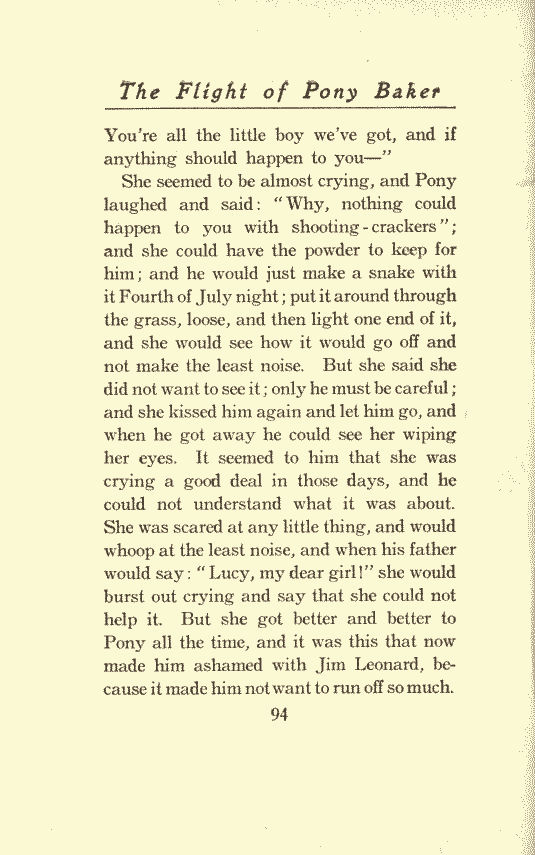 The Flight of Pony Baker
You're all the little boy we've got, and if
anything should happen to you—"
She seemed to be almost crying, and Pony
laughed and said: "Why, nothing could
happen to you with shooting-crackers";
and she could have the powder to keep for
him; and he would just make a snake with
it Fourth of July night; put it around through
the grass, loose, and then light one end of it,
and she would see how it would go off and
not make the least noise. But she said she
did not want to see it; only he must be careful;
and she kissed him again and let him go, and
when he got away he could see her wiping
her eyes. It seemed to him that she was
crying a good deal in those days, and he
could not understand what it was about.
She was scared at any little thing, and would
whoop at the least noise, and when his father
would say: "Lucy, my dear girl!" she would
burst out crying and say that she could not
help it. But she got better and better to
Pony all the time, and it was this that now
made him ashamed with Jim Leonard, be-
cause it made him not want to run off so much.
94